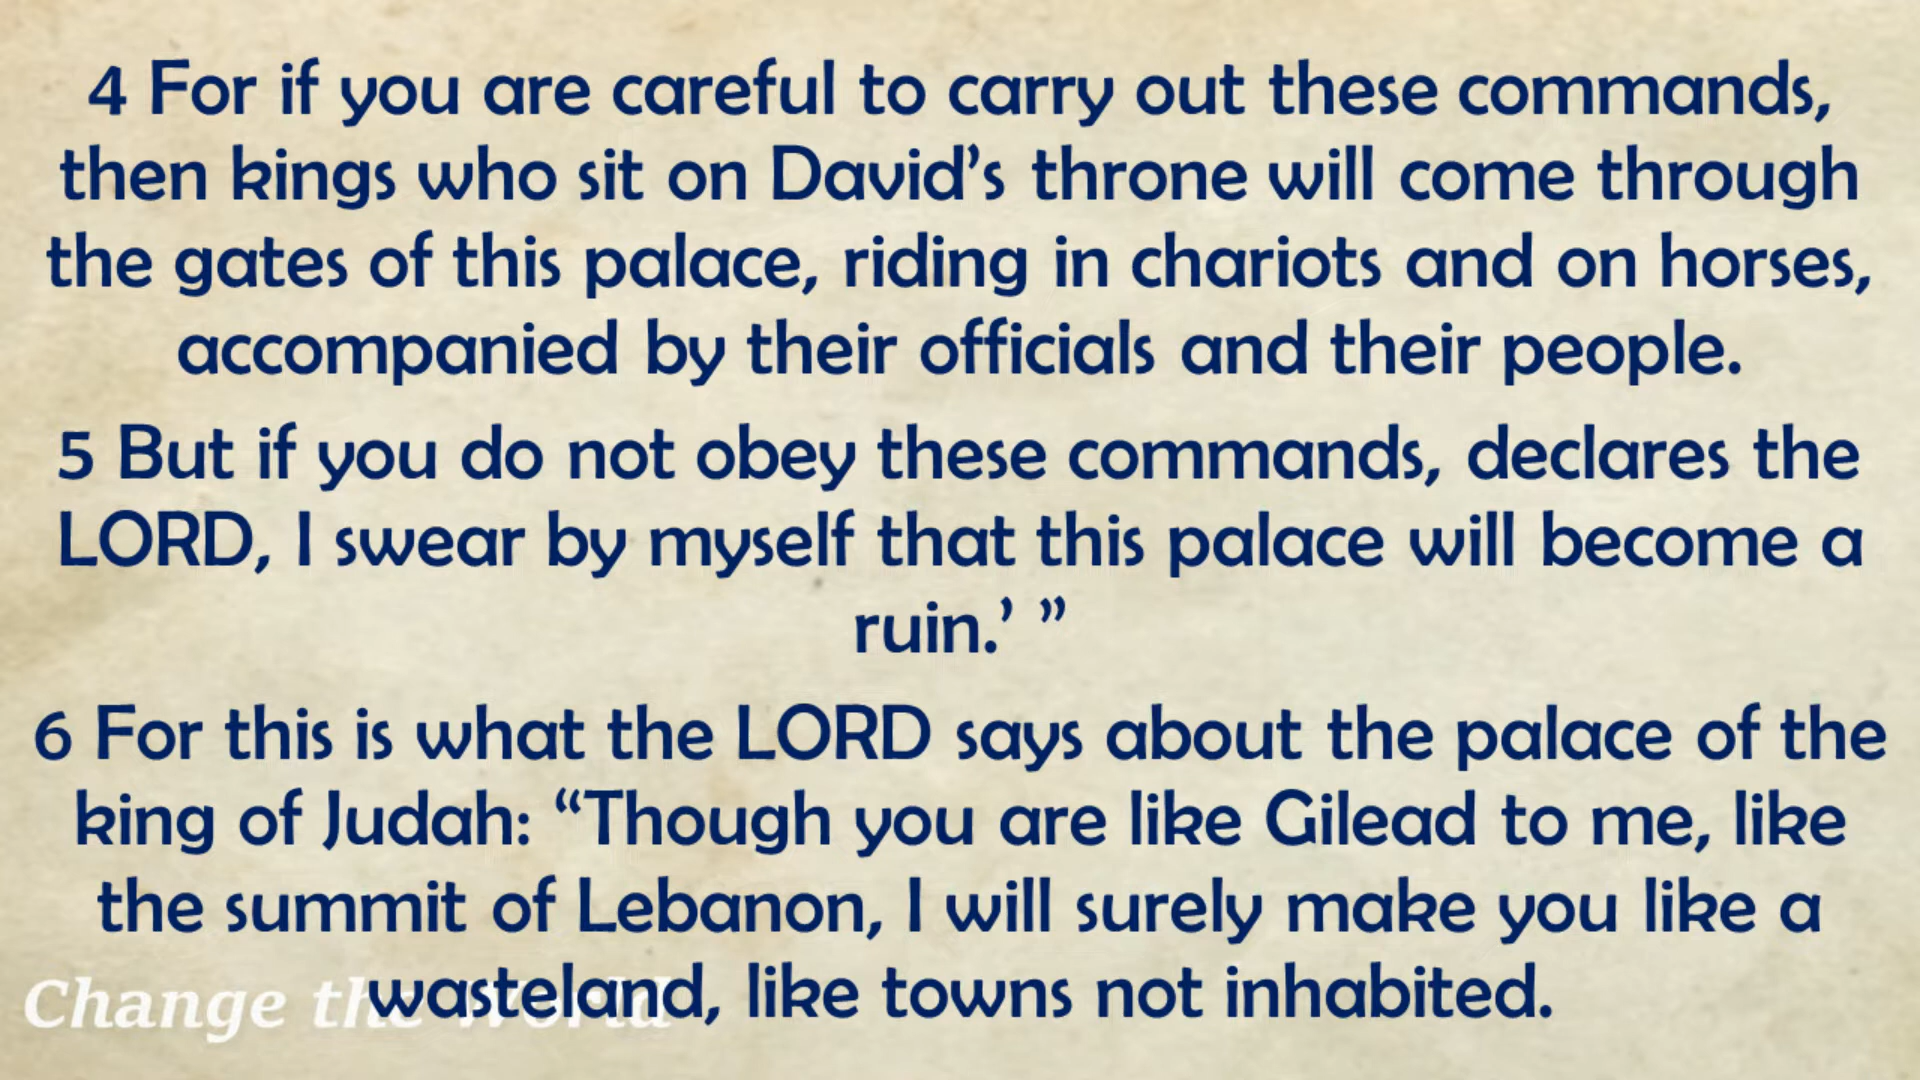 4 For if you are careful to carry out these commands,
then kings who sit on David’s throne will come through
the gates of this palace, riding in chariots and on horses,
accompanied by their officials and their people.
5 But if you do not obey these commands, declares the
LORD, I swear by myself that this palace will become a
ruin.’ ”
6 For this is what the LORD says about the palace of the
king of Judah: “Though you are like Gilead to me, like
the summit of Lebanon, I will surely make you like a
wasteland, like towns not inhabited.
Change the World